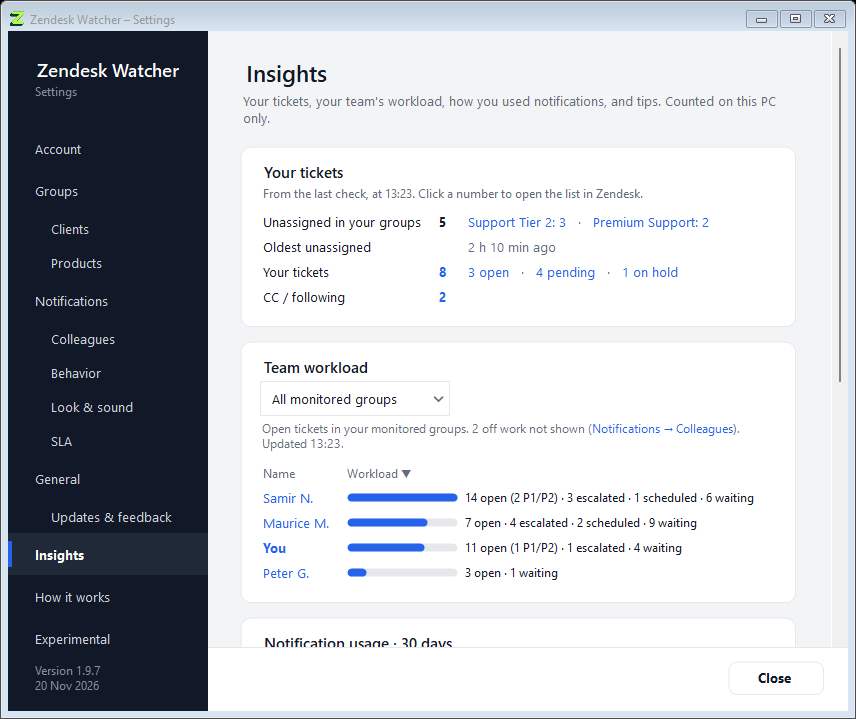 Zendesk Watcher – Settings
Zendesk Watcher
Settings
Account
Groups
Clients
Products
Notifications
Colleagues
Behavior
Look & sound
SLA
General
Updates & feedback
Insights
How it works
Experimental
Version 1.9.7
20 Nov 2026
Insights
Your tickets, your team's workload, how you used notifications, and tips. Counted on this PC
only.
Your tickets
From the last check, at 13:23. Click a number to open the list in Zendesk.
Unassigned in your groups 5 Support Tier 2: 3 · Premium Support: 2
Oldest unassigned 2 h 10 min ago
Your tickets 8 3 open · 4 pending · 1 on hold
CC / following 2
Team workload
All monitored groups
Open tickets in your monitored groups. 2 off work not shown (Notifications → Colleagues).
Updated 13:23.
Name Workload ▼
Samir N. 14 open (2 P1/P2) · 3 escalated · 1 scheduled · 6 waiting
Maurice M. 7 open · 4 escalated · 2 scheduled · 9 waiting
You 11 open (1 P1/P2) · 1 escalated · 4 waiting
Peter G. 3 open · 1 waiting
Notification usage · 30 days
Close